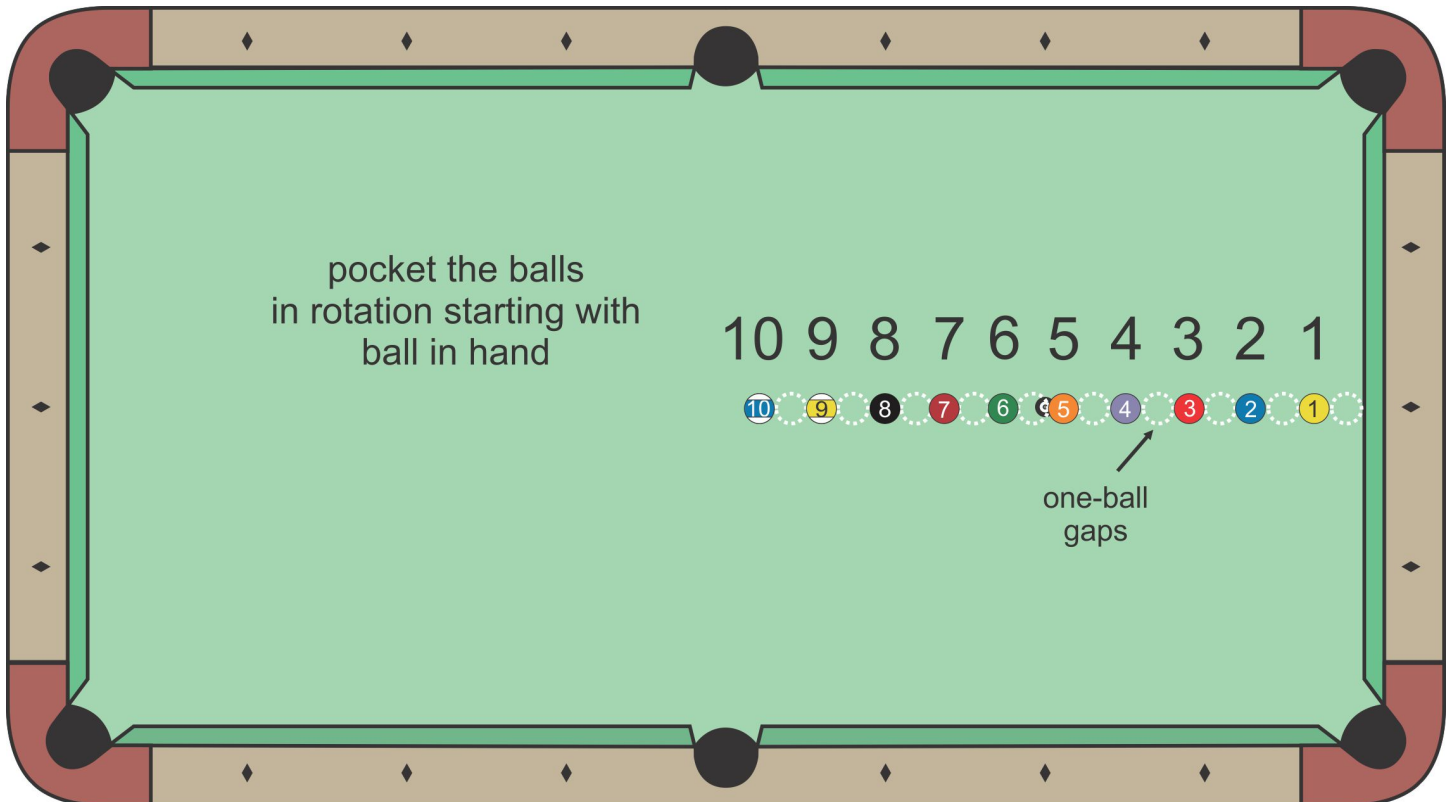 pocket the balls
in rotation starting with
ball in hand
10 9 8 7 6 5 4 3 2 1
10 9 8 7 6 5 4 3 2 1
one-ball
gaps